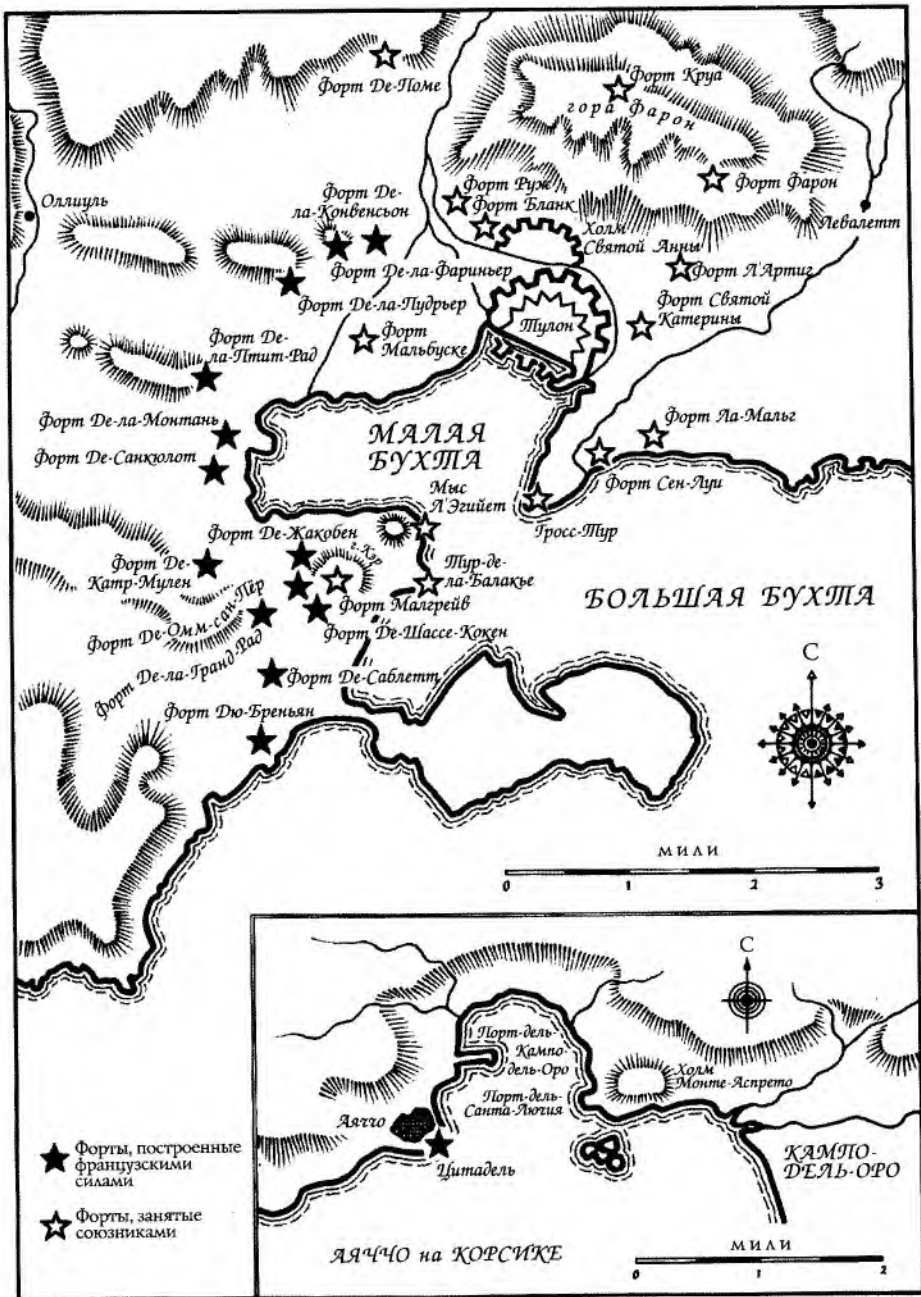 Форт Де-Поме
Форт Круа
гора Фарон
Форт Фарон
Оллиуль
Форт Де-
ла-Конвенсьон
Форт Руж
Форт Бланк
Холм
Святой Анны
Левалетт
Форт Де-ла-Фариньер
Форт Л'Артиг
Форт Де-ла-Пудрьер
Форт Святой
Катерины
Форт
Мальбуске
Тулон
Форт Де-
ла-Птит-Рад
Форт Де-ла-Монтань
Форт Ла-Мальг
МАЛАЯ
БУХТА
Форт Де-Санкюлот
Форт Сен-Луи
Мыс
Л'Эгийет
Гросс-Тур
Форт Де-Жакобен
г. Кэр
Форт Де-
Катр-Мулен
Тур-де-
ла-Балакье
БОЛЬШАЯ БУХТА
Форт Малгрейв
Форт Де-Омм-сан-Пёр
Форт Де-Шассе-Кокен
Форт Де-ла-Гранд-Рад
Форт Де-Саблетт
С
Форт Дю-Бреньян
МИЛИ
0 1 2 3
С
Порт-дель-
Кампо-
дель-Оро
Холм
Монте-Аспрето
Порт-дель-
Санта-Лючия
Аяччо
Цитадель
КАМПО-
ДЕЛЬ-ОРО
Форты, построенные
французскими
силами
Форты, занятые
союзниками
АЯЧЧО на КОРСИКЕ
МИЛИ
0 1 2